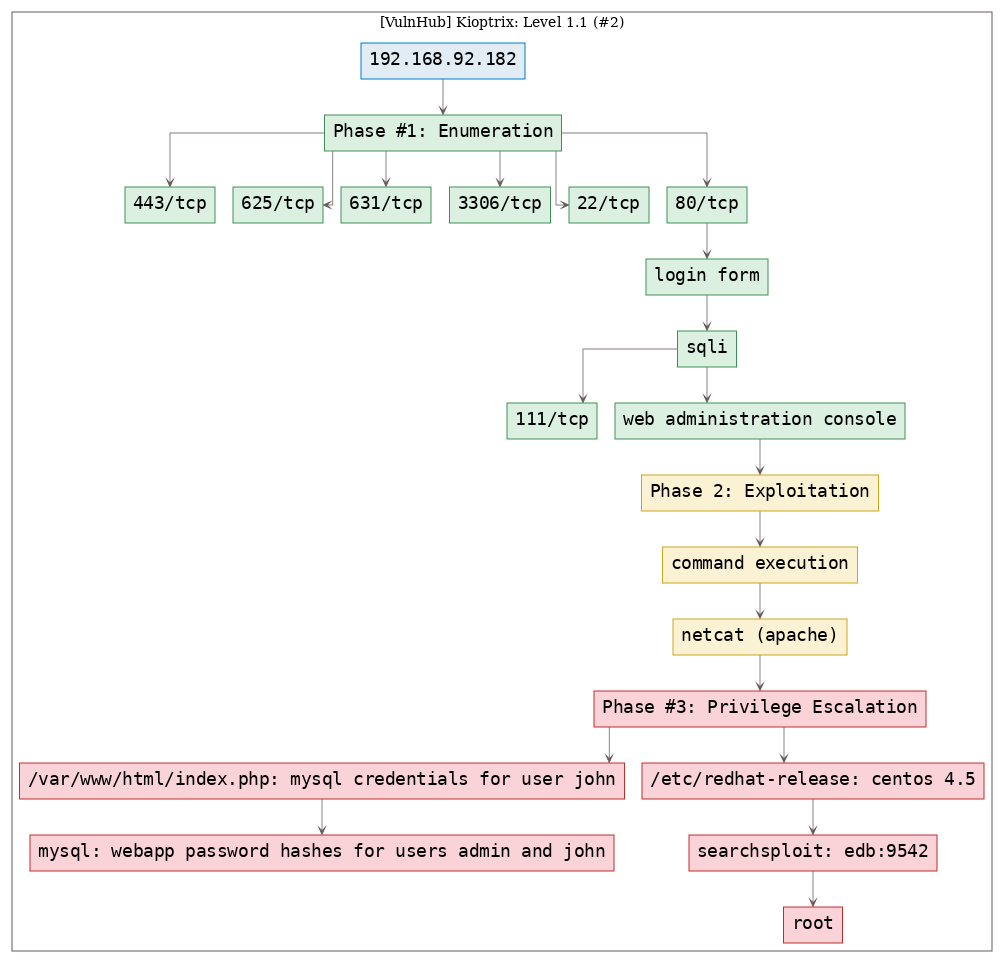 [VulnHub] Kioptrix: Level 1.1 (#2)
192.168.92.182
Phase #1: Enumeration
443/tcp
625/tcp
631/tcp
3306/tcp
22/tcp
80/tcp
login form
sqli
111/tcp
web administration console
Phase 2: Exploitation
command execution
netcat (apache)
Phase #3: Privilege Escalation
/var/www/html/index.php: mysql credentials for user john
/etc/redhat-release: centos 4.5
mysql: webapp password hashes for users admin and john
searchsploit: edb:9542
root